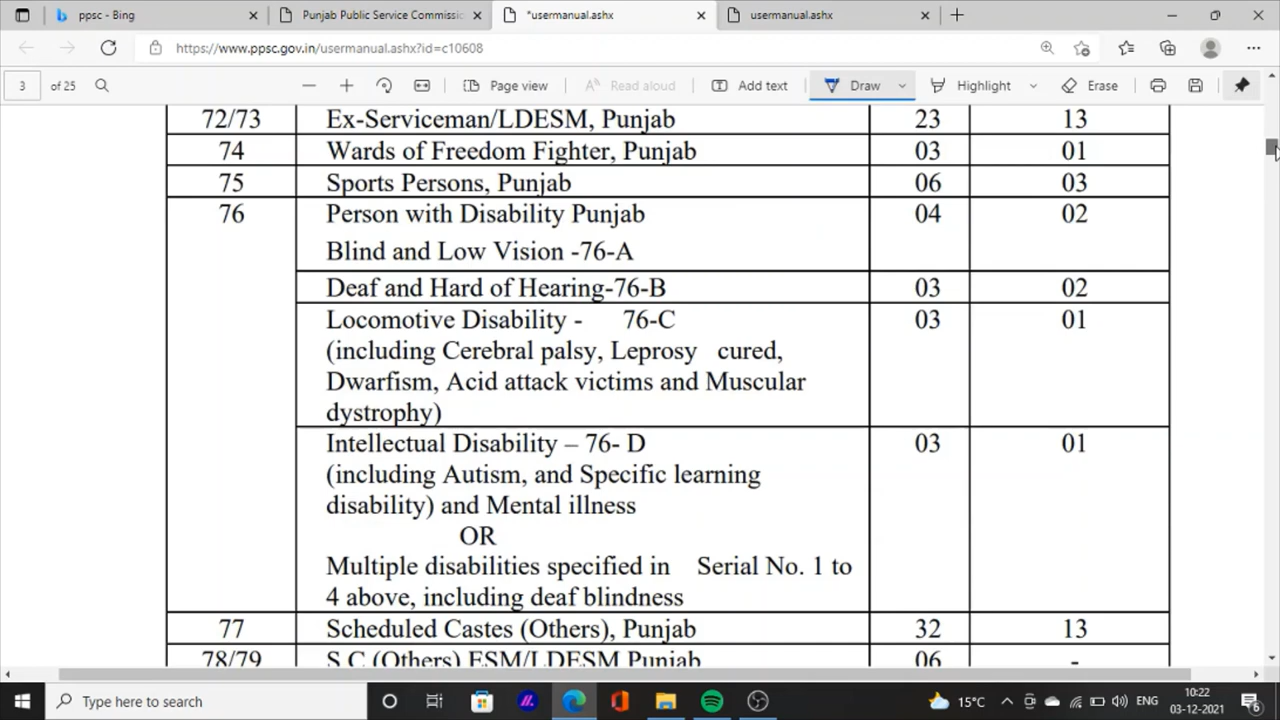 ppsc - Bing
Punjab Public Service Commissic
*usermanual.ashx
usermanual.ashx
https://www.ppsc.gov.in/usermanual.ashx?id=c10608
3 of 25
Page view
Read aloud
Add text
Draw
Highlight
Erase
72/73 Ex-Serviceman/LDESM, Punjab 23 13
74 Wards of Freedom Fighter, Punjab 03 01
75 Sports Persons, Punjab 06 03
76 Person with Disability Punjab 04 02
Blind and Low Vision -76-A
Deaf and Hard of Hearing-76-B 03 02
Locomotive Disability - 76-C 03 01
(including Cerebral palsy, Leprosy cured,
Dwarfism, Acid attack victims and Muscular
dystrophy)
Intellectual Disability – 76- D 03 01
(including Autism, and Specific learning
disability) and Mental illness
OR
Multiple disabilities specified in Serial No. 1 to
4 above, including deaf blindness
77 Scheduled Castes (Others), Punjab 32 13
78/79 S.C (Others) ESM/LDESM Punjab 06 -
Type here to search
15°C
ENG
10:22
03-12-2021
6